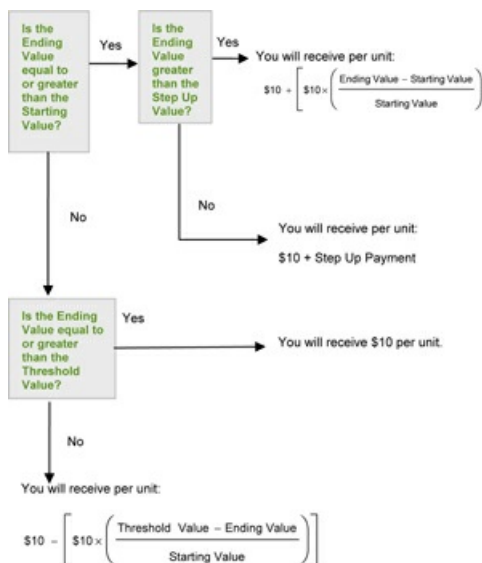 Is the
Ending
Value
equal to
or greater
than the
Starting
Value?
Yes
Is the
Ending
Value
greater
than the
Step Up
Value?
Yes
You will receive per unit:
$10 + [ $10 × ( Ending Value – Starting Value
Starting Value )
No
No
You will receive per unit:
$10 + Step Up Payment
Is the Ending
Value equal to
or greater
than the
Threshold
Value?
Yes
You will receive $10 per unit.
No
You will receive per unit:
$10 – [ $10 × ( Threshold Value – Ending Value
Starting Value ) ]